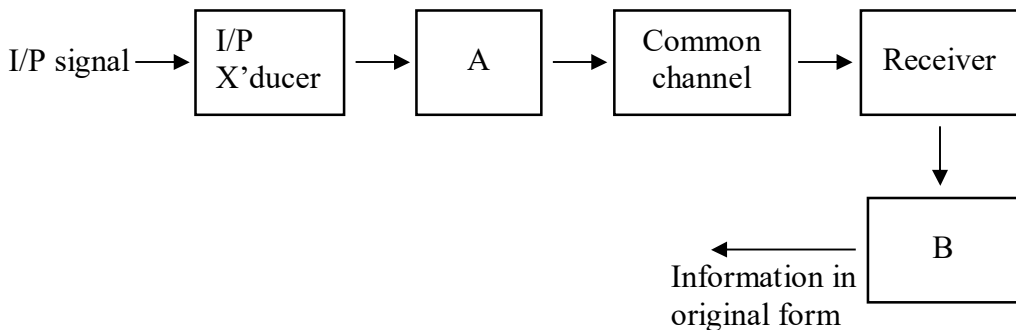 I/P signal
I/P
X’ducer
A
Common
channel
Receiver
B
Information in
original form